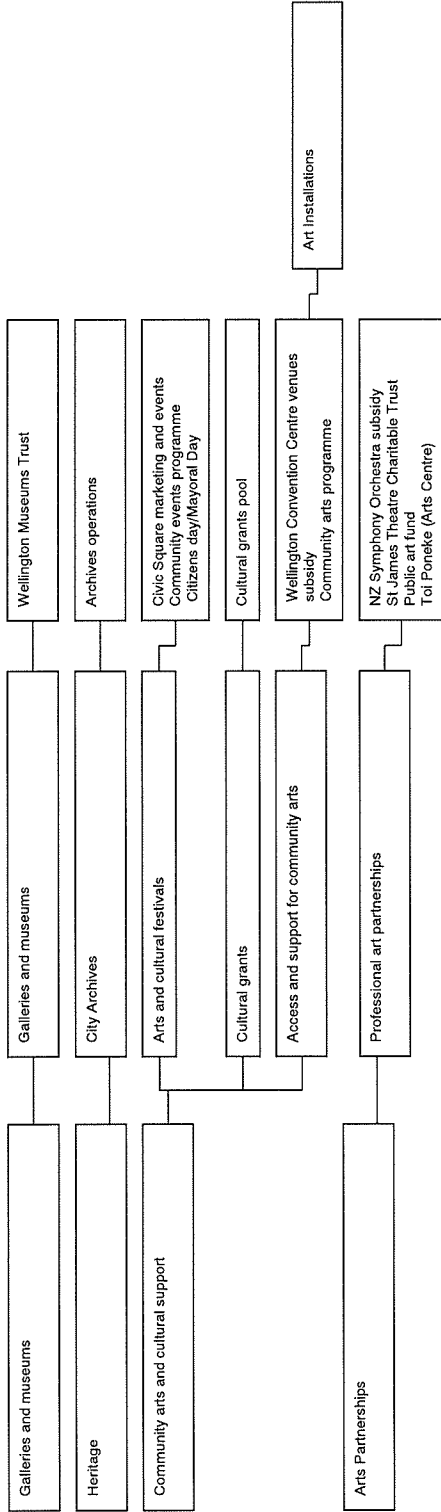 Galleries and museums
Galleries and museums
Wellington Museums Trust
Heritage
City Archives
Archives operations
Community arts and cultural support
Arts and cultural festivals
Civic Square marketing and events
Community events programme
Citizens day/Mayoral Day
Cultural grants
Cultural grants pool
Access and support for community arts
Wellington Convention Centre venues
subsidy
Community arts programme
Art Installations
Arts Partnerships
Professional art partnerships
NZ Symphony Orchestra subsidy
St James Theatre Charitable Trust
Public art fund
Toi Poneke (Arts Centre)